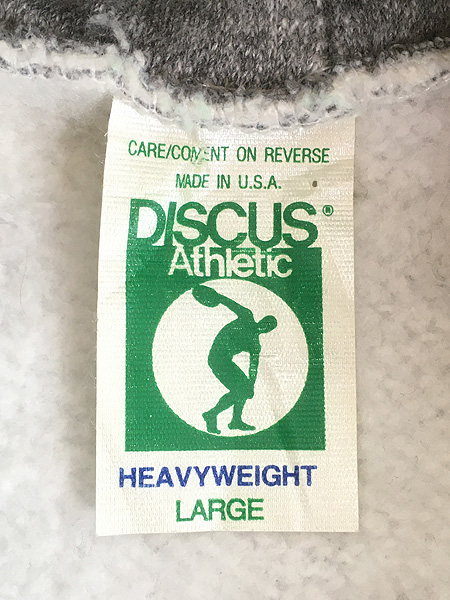 CARE/CONTENT ON REVERSE
MADE IN U.S.A.
DISCUS®
Athletic
HEAVYWEIGHT
LARGE